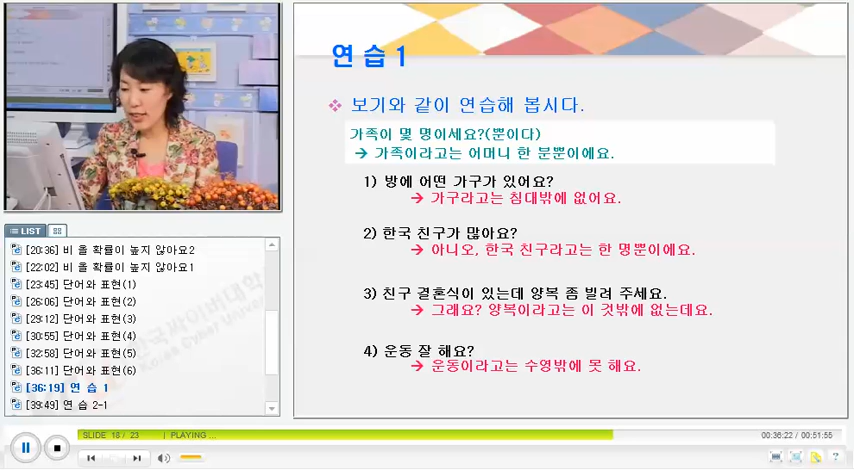 연 습 1
❖ 보기와 같이 연습해 봅시다.
가족이 몇 명이세요?(뿐이다)
→ 가족이라고는 어머니 한 분뿐이에요.
1) 방에 어떤 가구가 있어요?
→ 가구라고는 침대밖에 없어요.
2) 한국 친구가 많아요?
→ 아니오, 한국 친구라고는 한 명뿐이에요.
3) 친구 결혼식이 있는데 양복 좀 빌려 주세요.
→ 그래요? 양복이라고는 이 것밖에 없는데요.
4) 운동 잘 해요?
→ 운동이라고는 수영밖에 못 해요.
LIST
[20:36] 비 올 확률이 높지 않아요2
[22:02] 비 올 확률이 높지 않아요1
[23:45] 단어와 표현(1)
[26:06] 단어와 표현(2)
[29:12] 단어와 표현(3)
[30:55] 단어와 표현(4)
[32:58] 단어와 표현(5)
[36:11] 단어와 표현(6)
[36:19] 연 습 1
[39:49] 연 습 2-1
SLIDE 18 / 23 | PLAYING ...
00:36:22 / 00:51:55